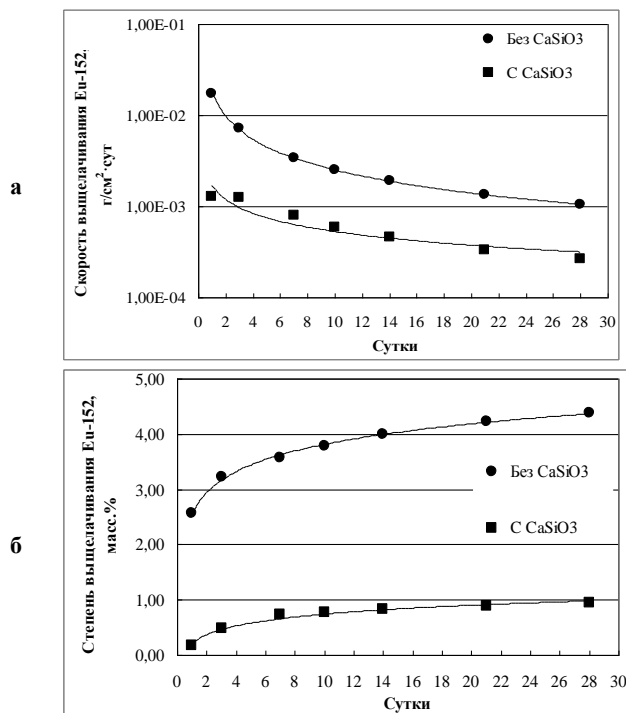 а
Скорость выщелачивания Eu-152,
г/см²·сут
1,00E-01
1,00E-02
1,00E-03
1,00E-04
Без CaSiO3
С CaSiO3
0 2 4 6 8 10 12 14 16 18 20 22 24 26 28 30
Сутки
б
Степень выщелачивания Eu-152,
масс.%
5,00
4,00
3,00
2,00
1,00
0,00
Без CaSiO3
С CaSiO3
0 2 4 6 8 10 12 14 16 18 20 22 24 26 28 30
Сутки